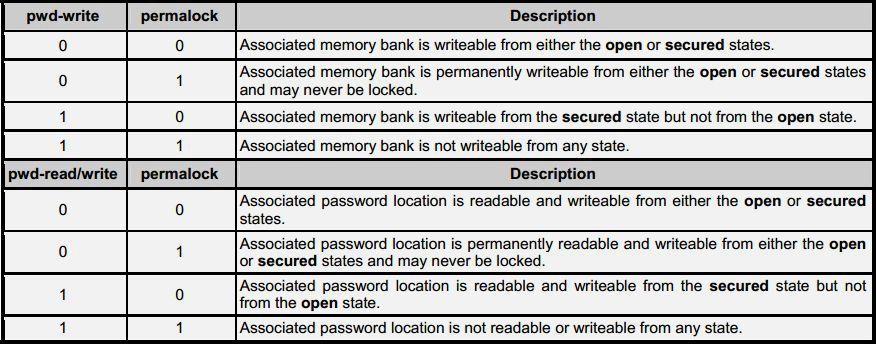 pwd-write permalock Description
0 0 Associated memory bank is writeable from either the open or secured states.
0 1 Associated memory bank is permanently writeable from either the open or secured states
and may never be locked.
1 0 Associated memory bank is writeable from the secured state but not from the open state.
1 1 Associated memory bank is not writeable from any state.
pwd-read/write permalock Description
0 0 Associated password location is readable and writeable from either the open or secured
states.
0 1 Associated password location is permanently readable and writeable from either the open
or secured states and may never be locked.
1 0 Associated password location is readable and writeable from the secured state but not
from the open state.
1 1 Associated password location is not readable or writeable from any state.